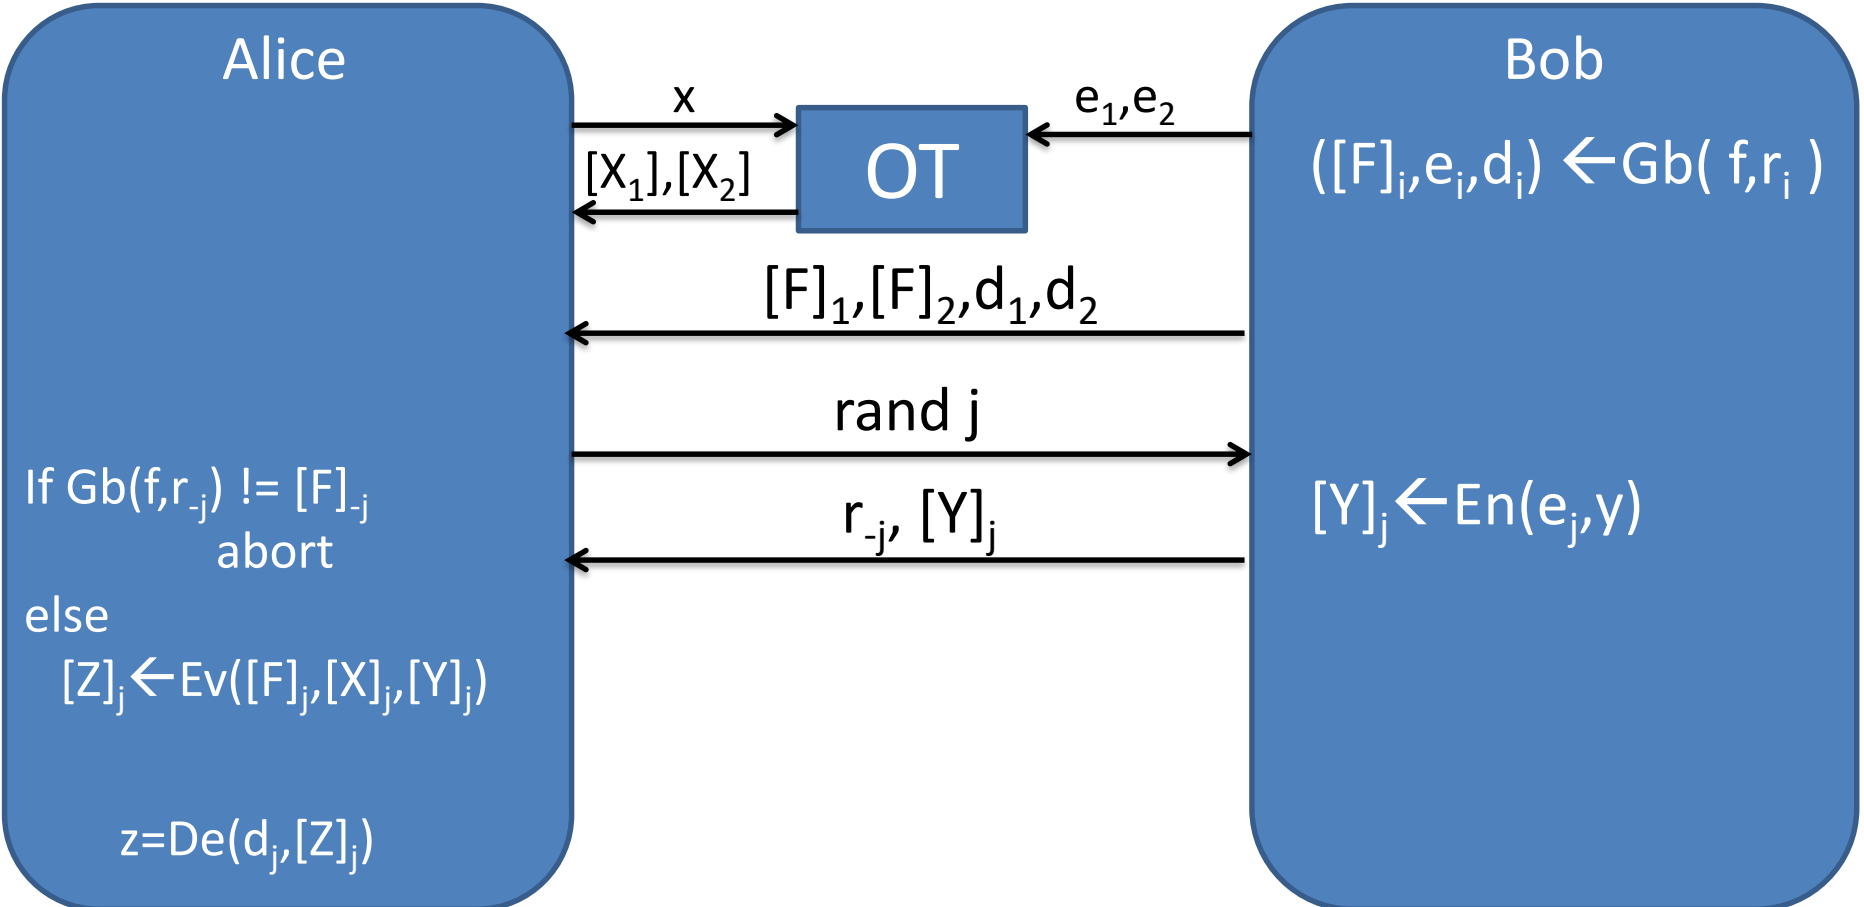 Alice
Bob
x
e₁,e₂
OT
[X₁],[X₂]
([F]ᵢ,eᵢ,dᵢ) ←Gb( f,rᵢ )
[F]₁,[F]₂,d₁,d₂
rand j
If Gb(f,r₋ⱼ) != [F]₋ⱼ
abort
r₋ⱼ, [Y]ⱼ
[Y]ⱼ←En(eⱼ,y)
else
[Z]ⱼ←Ev([F]ⱼ,[X]ⱼ,[Y]ⱼ)
z=De(dⱼ,[Z]ⱼ)